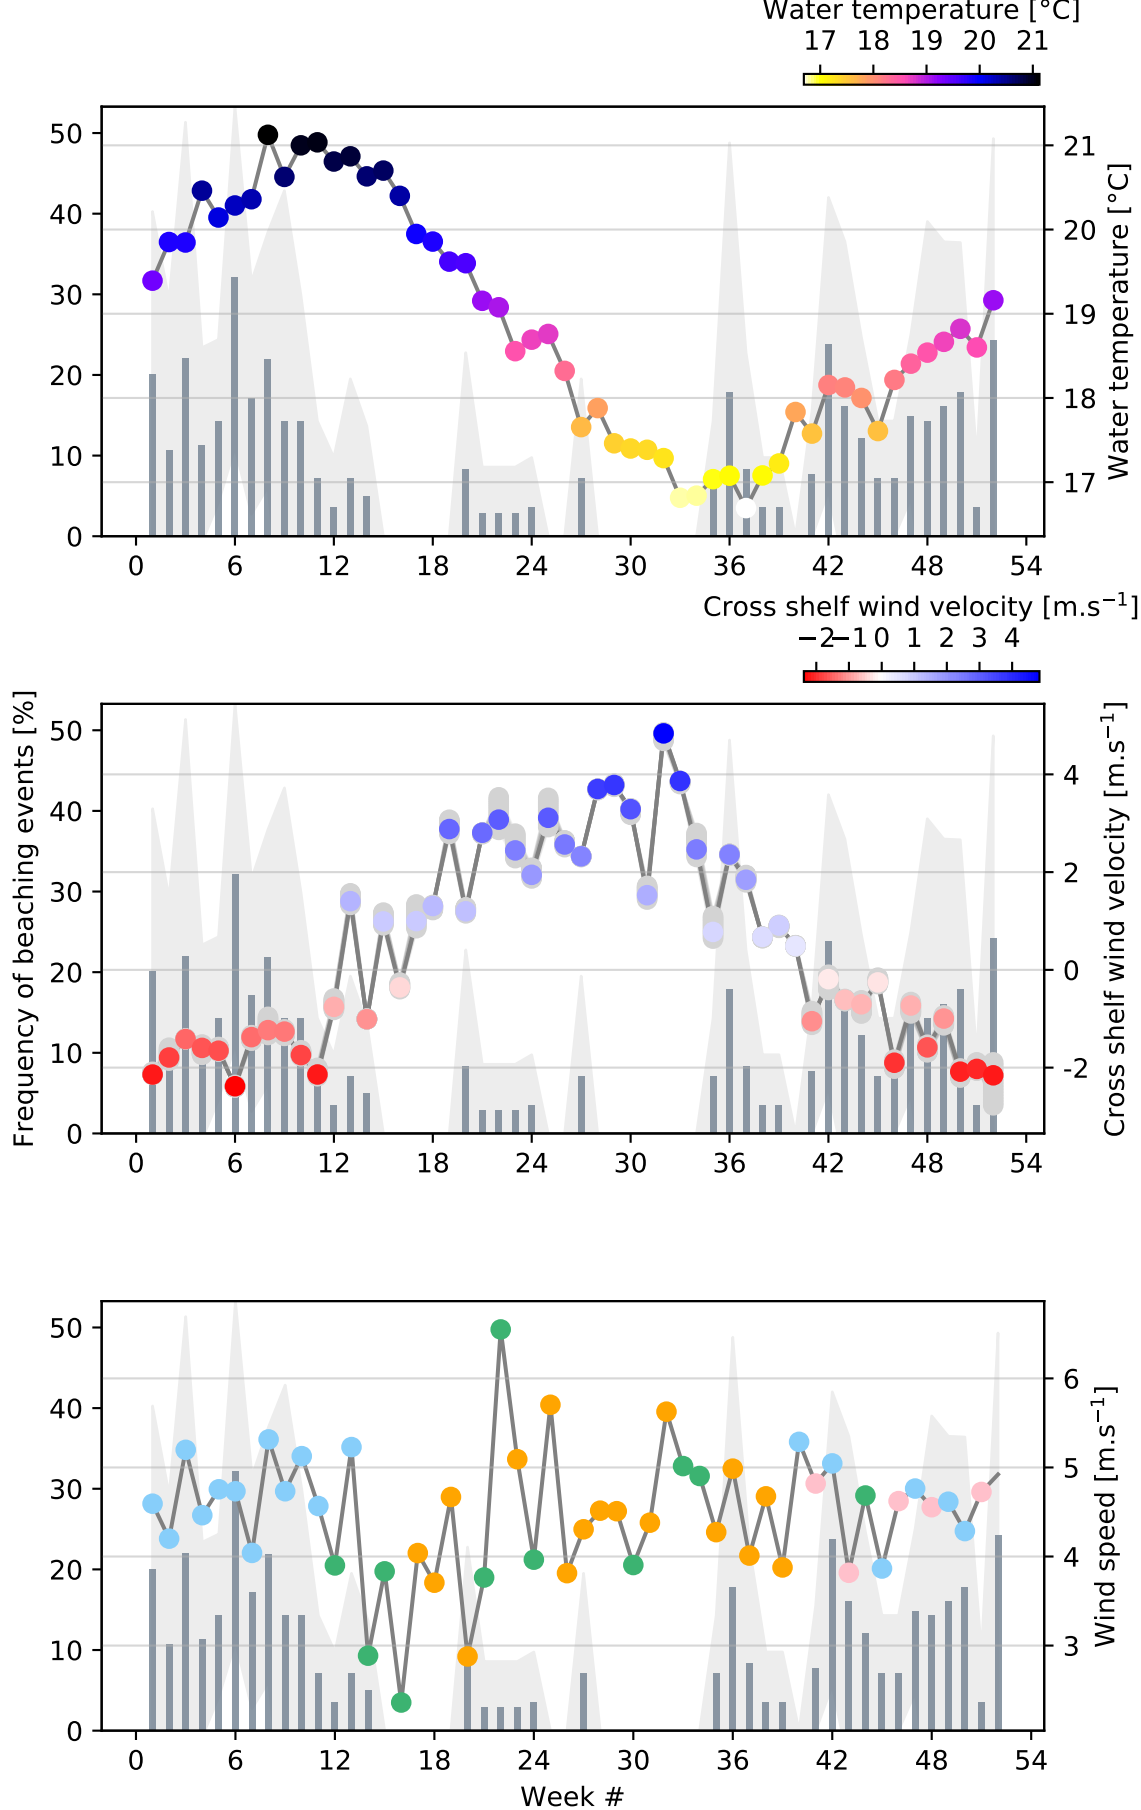 Water temperature [°C]
17 18 19 20 21
50
40
30
20
10
0
21
20
19
18
17
Water temperature [°C]
0 6 12 18 24 30 36 42 48 54
Cross shelf wind velocity [m.s⁻¹]
−2 −1 0 1 2 3 4
Frequency of beaching events [%]
50
40
30
20
10
0
4
2
0
-2
Cross shelf wind velocity [m.s⁻¹]
0 6 12 18 24 30 36 42 48 54
50
40
30
20
10
0
6
5
4
3
Wind speed [m.s⁻¹]
0 6 12 18 24 30 36 42 48 54
Week #